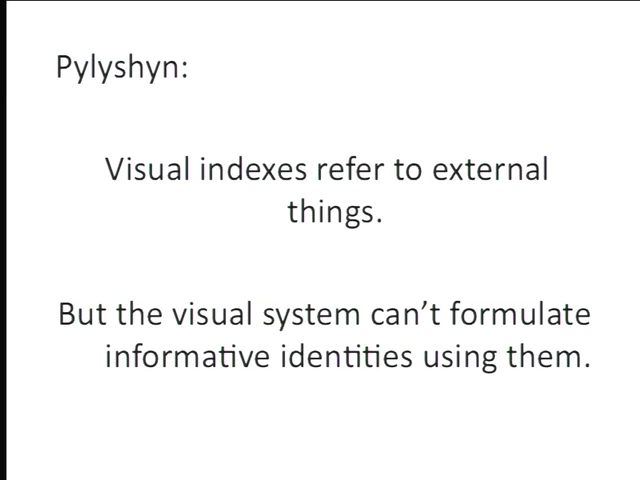 Pylyshyn:
Visual indexes refer to external
things.
But the visual system can’t formulate
informative identities using them.